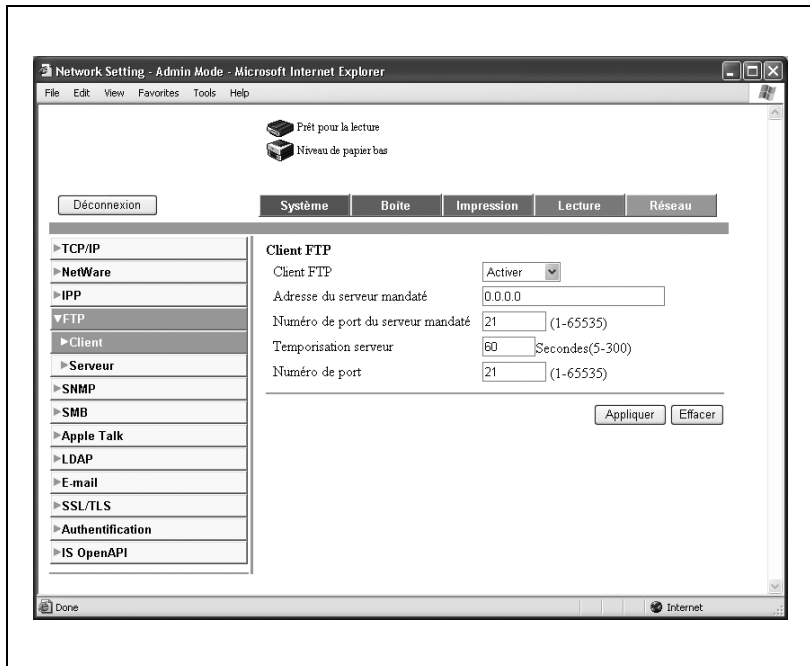 Network Setting - Admin Mode - Microsoft Internet Explorer
File Edit View Favorites Tools Help
Prêt pour la lecture
Niveau de papier bas
Déconnexion
Système Boîte Impression Lecture Réseau
TCP/IP
NetWare
IPP
FTP
Client
Serveur
SNMP
SMB
Apple Talk
LDAP
E-mail
SSL/TLS
Authentification
IS OpenAPI
Client FTP
Client FTP Activer
Adresse du serveur mandaté 0.0.0.0
Numéro de port du serveur mandaté 21 (1-65535)
Temporisation serveur 60 Secondes(5-300)
Numéro de port 21 (1-65535)
Appliquer Effacer
Done Internet